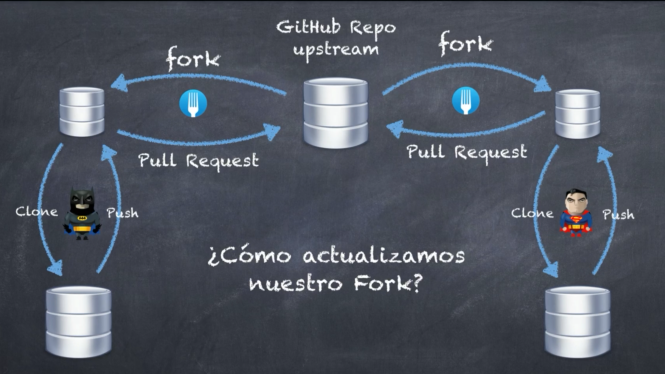 GitHub Repo
upstream
fork
fork
Pull Request
Pull Request
Clone
Push
Clone
Push
¿Cómo actualizamos
nuestro Fork?